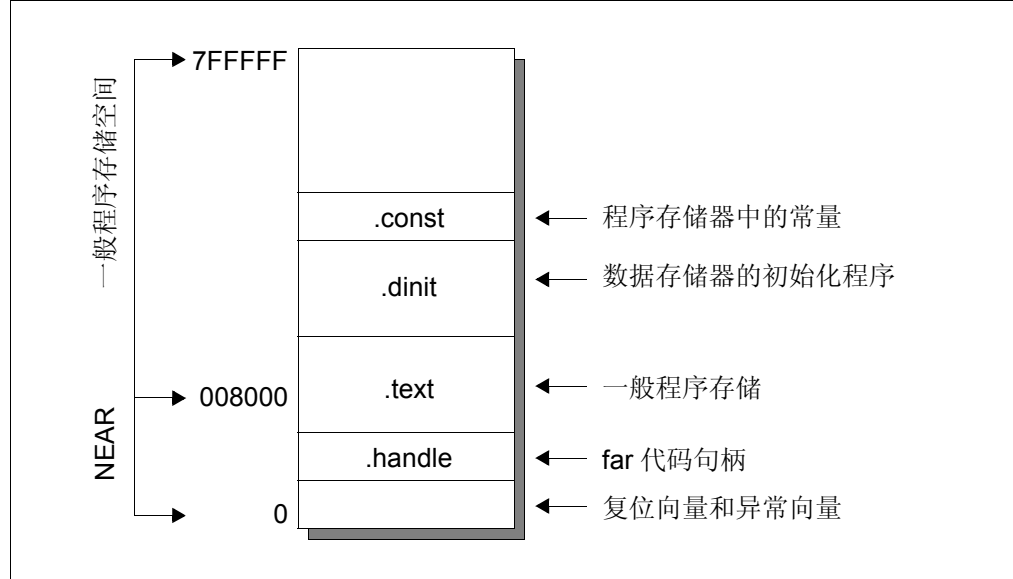 7FFFFF
一般程序存储空间
.const
程序存储器中的常量
.dinit
数据存储器的初始化程序
008000
.text
一般程序存储
NEAR
.handle
far 代码句柄
0
复位向量和异常向量